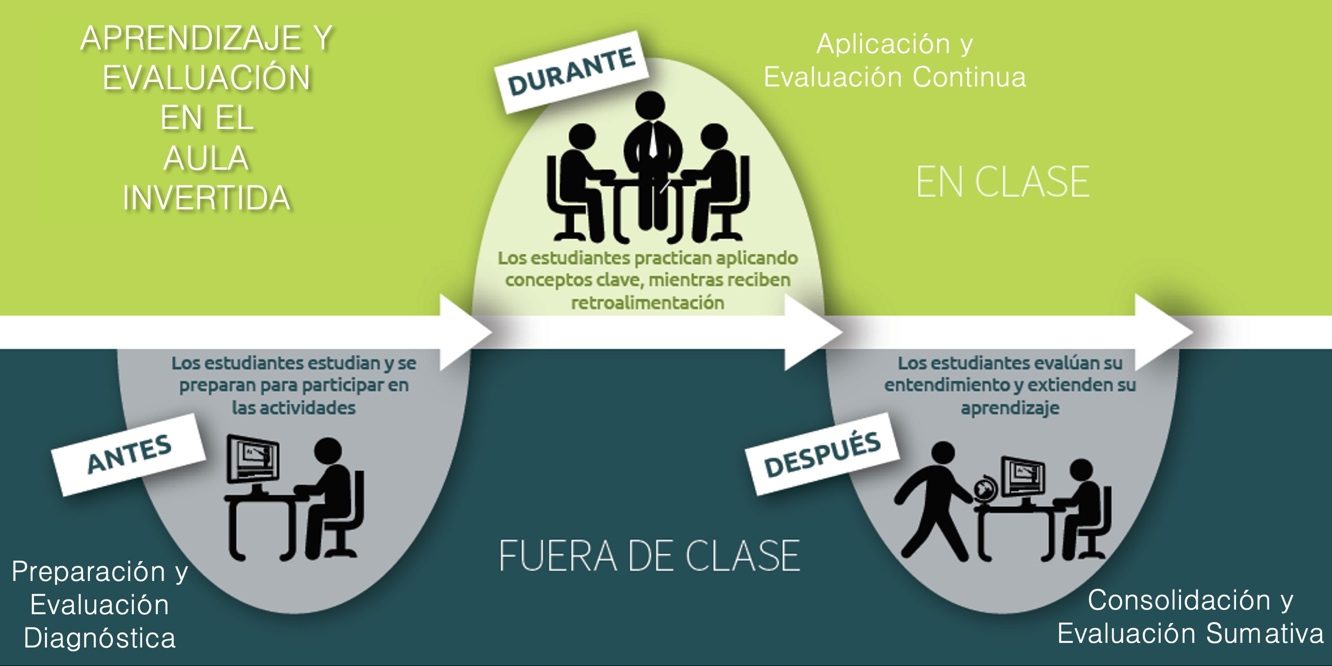 APRENDIZAJE Y
EVALUACIÓN
EN EL
AULA
INVERTIDA
DURANTE
Aplicación y
Evaluación Continua
EN CLASE
Los estudiantes practican aplicando
conceptos clave, mientras reciben
retroalimentación
Los estudiantes estudian y se
preparan para participar en
las actividades
ANTES
Preparación y
Evaluación
Diagnóstica
FUERA DE CLASE
Los estudiantes evalúan su
entendimiento y extienden su
aprendizaje
DESPUÉS
Consolidación y
Evaluación Sumativa